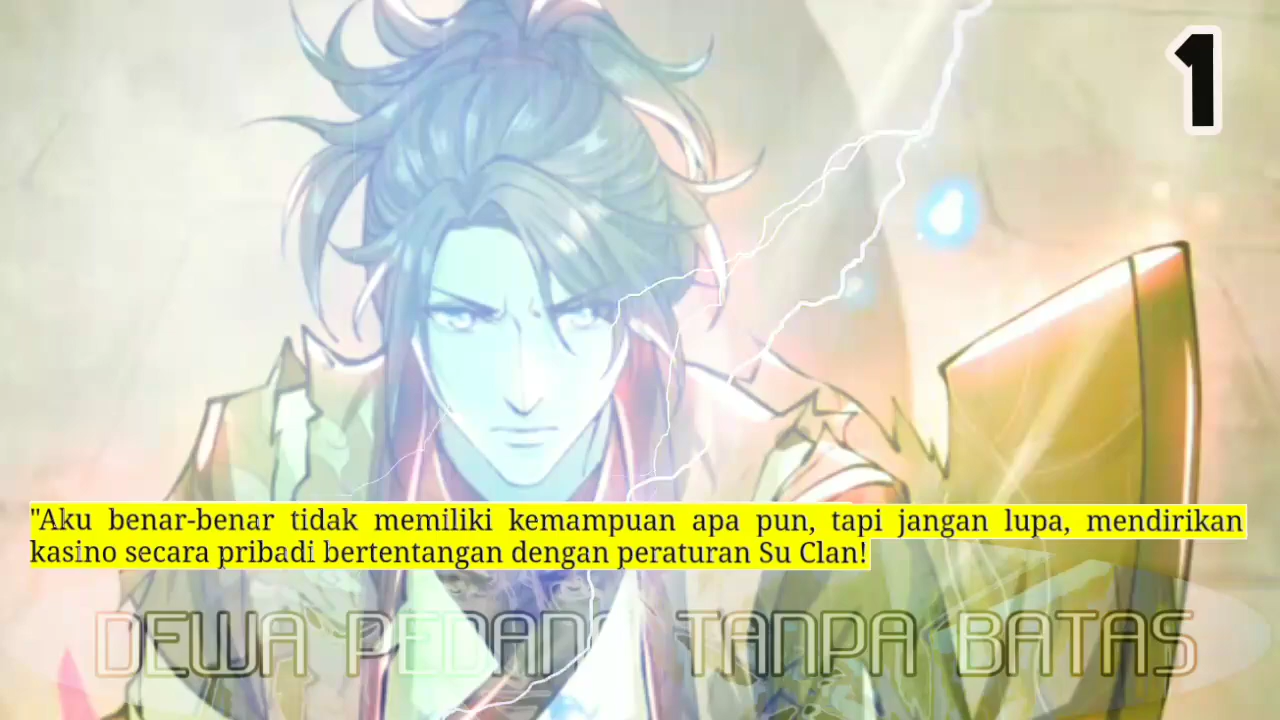 1
"Aku benar-benar tidak memiliki kemampuan apa pun, tapi jangan lupa, mendirikan
kasino secara pribadi bertentangan dengan peraturan Su Clan!
DEWA PEDANG TANPA BATAS